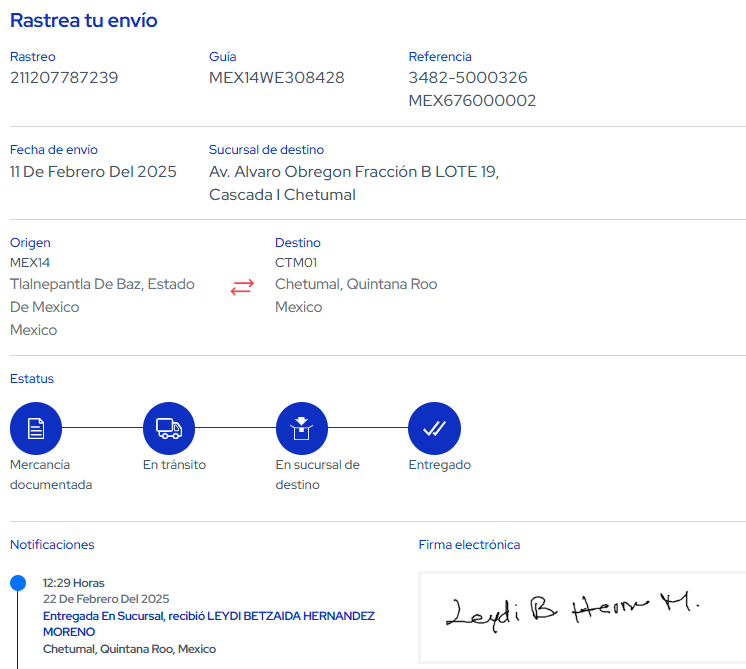 Rastrea tu envío
Rastreo
211207787239
Guía
MEX14WE308428
Referencia
3482-5000326
MEX676000002
Fecha de envío
11 De Febrero Del 2025
Sucursal de destino
Av. Alvaro Obregon Fracción B LOTE 19,
Cascada I Chetumal
Origen
MEX14
Tlalnepantla De Baz, Estado
De Mexico
Mexico
Destino
CTM01
Chetumal, Quintana Roo
Mexico
Estatus
Mercancía
documentada
En tránsito
En sucursal de
destino
Entregado
Notificaciones
12:29 Horas
22 De Febrero Del 2025
Entregada En Sucursal, recibió LEYDI BETZAIDA HERNANDEZ
MORENO
Chetumal, Quintana Roo, Mexico
Firma electrónica
Leydi B Hern M.